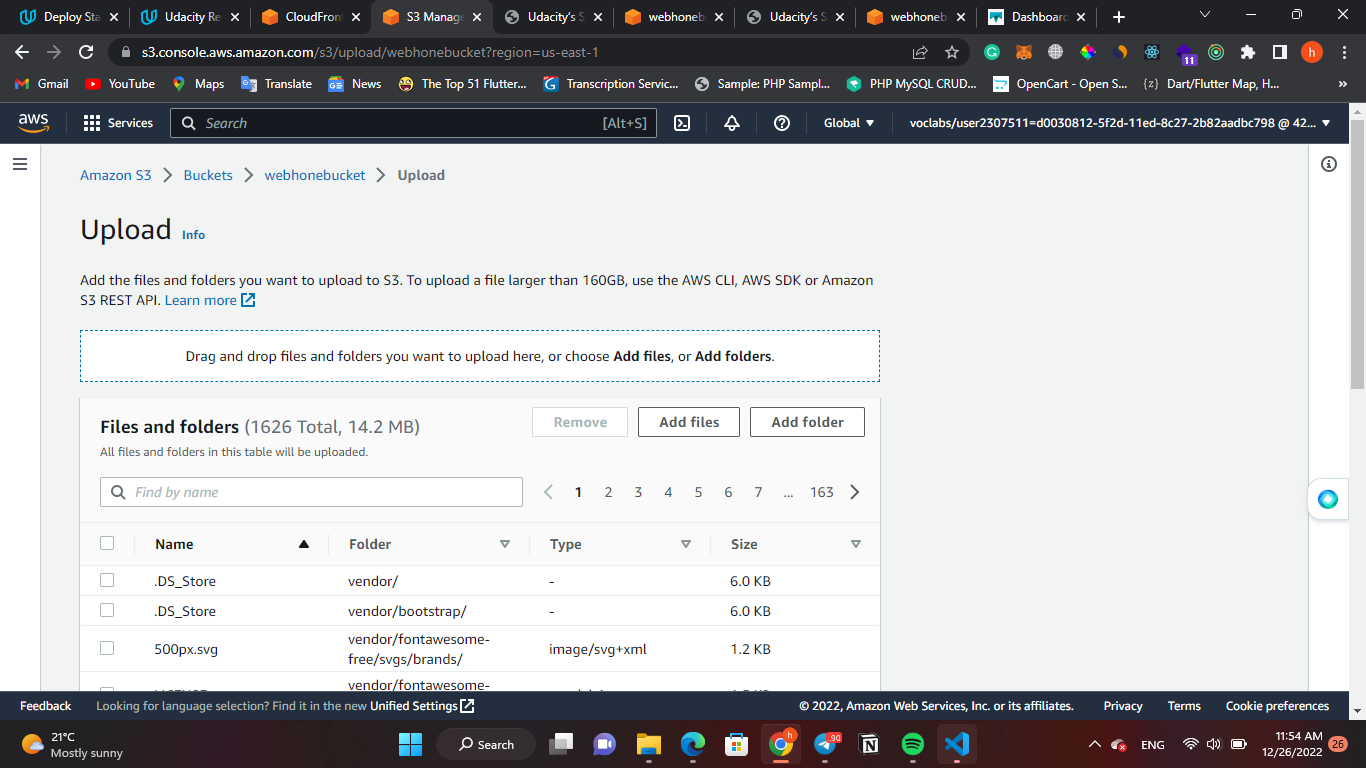 Deploy Sta
Udacity Re
CloudFront
S3 Manage
Udacity's S
webhoneb
Udacity's S
webhoneb
Dashboard
s3.console.aws.amazon.com/s3/upload/webhonebucket?region=us-east-1
11
h
Gmail
YouTube
Maps
Translate
News
The Top 51 Flutter...
Transcription Servic...
Sample: PHP Sampl...
PHP MySQL CRUD...
OpenCart - Open S...
Dart/Flutter Map, H...
aws
Services
Search
[Alt+S]
Global
voclabs/user2307511=d0030812-5f2d-11ed-8c27-2b82aadbc798 @ 42...
Amazon S3
Buckets
webhonebucket
Upload
Upload Info
Add the files and folders you want to upload to S3. To upload a file larger than 160GB, use the AWS CLI, AWS SDK or Amazon
S3 REST API. Learn more
Drag and drop files and folders you want to upload here, or choose Add files, or Add folders.
Files and folders (1626 Total, 14.2 MB)
Remove
Add files
Add folder
All files and folders in this table will be uploaded.
Find by name
1 2 3 4 5 6 7 ... 163
Name Folder Type Size
.DS_Store vendor/ - 6.0 KB
.DS_Store vendor/bootstrap/ - 6.0 KB
500px.svg vendor/fontawesome-
free/svgs/brands/ image/svg+xml 1.2 KB
vendor/fontawesome-
Feedback
Looking for language selection? Find it in the new Unified Settings
© 2022, Amazon Web Services, Inc. or its affiliates.
Privacy
Terms
Cookie preferences
21°C
Mostly sunny
Search
h
90
ENG
11:54 AM
12/26/2022
26